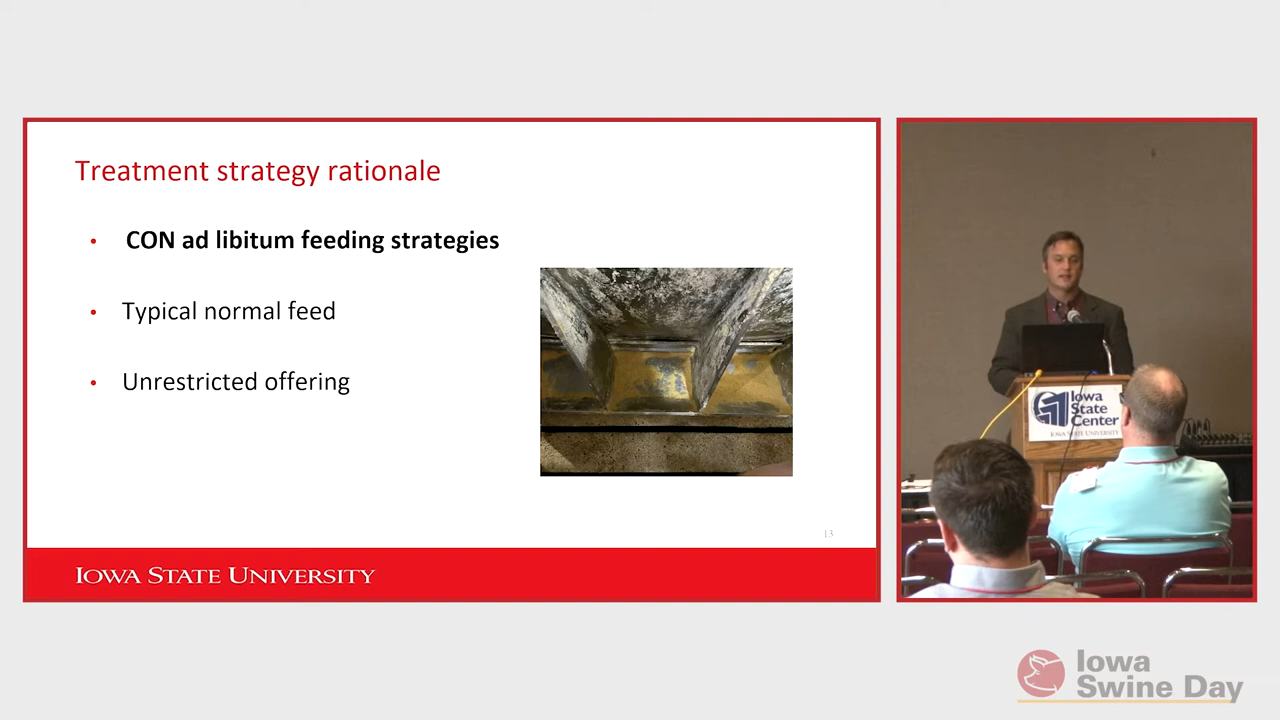 Treatment strategy rationale
• CON ad libitum feeding strategies
• Typical normal feed
• Unrestricted offering
13
IOWA STATE UNIVERSITY
Iowa
State
Center
IOWA STATE UNIVERSITY
Iowa
Swine Day